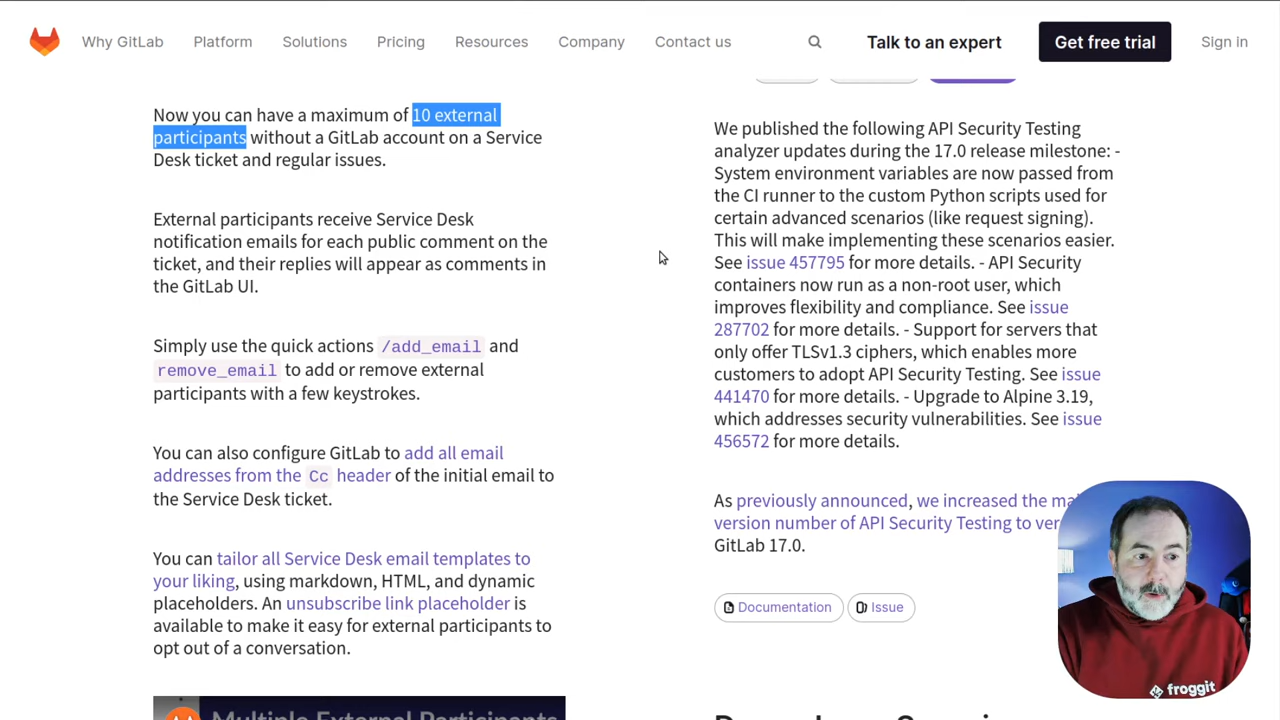 Why GitLab
Platform
Solutions
Pricing
Resources
Company
Contact us
Talk to an expert
Get free trial
Sign in
Now you can have a maximum of 10 external
participants without a GitLab account on a Service
Desk ticket and regular issues.
External participants receive Service Desk
notification emails for each public comment on the
ticket, and their replies will appear as comments in
the GitLab UI.
Simply use the quick actions /add_email and
remove_email to add or remove external
participants with a few keystrokes.
You can also configure GitLab to add all email
addresses from the Cc header of the initial email to
the Service Desk ticket.
You can tailor all Service Desk email templates to
your liking, using markdown, HTML, and dynamic
placeholders. An unsubscribe link placeholder is
available to make it easy for external participants to
opt out of a conversation.
Multiple External Participants
We published the following API Security Testing
analyzer updates during the 17.0 release milestone: -
System environment variables are now passed from
the CI runner to the custom Python scripts used for
certain advanced scenarios (like request signing).
This will make implementing these scenarios easier.
See issue 457795 for more details. - API Security
containers now run as a non-root user, which
improves flexibility and compliance. See issue
287702 for more details. - Support for servers that
only offer TLSv1.3 ciphers, which enables more
customers to adopt API Security Testing. See issue
441470 for more details. - Upgrade to Alpine 3.19,
which addresses security vulnerabilities. See issue
456572 for more details.
As previously announced, we increased the
version number of API Security Testing to
GitLab 17.0.
Documentation
Issue
froggit